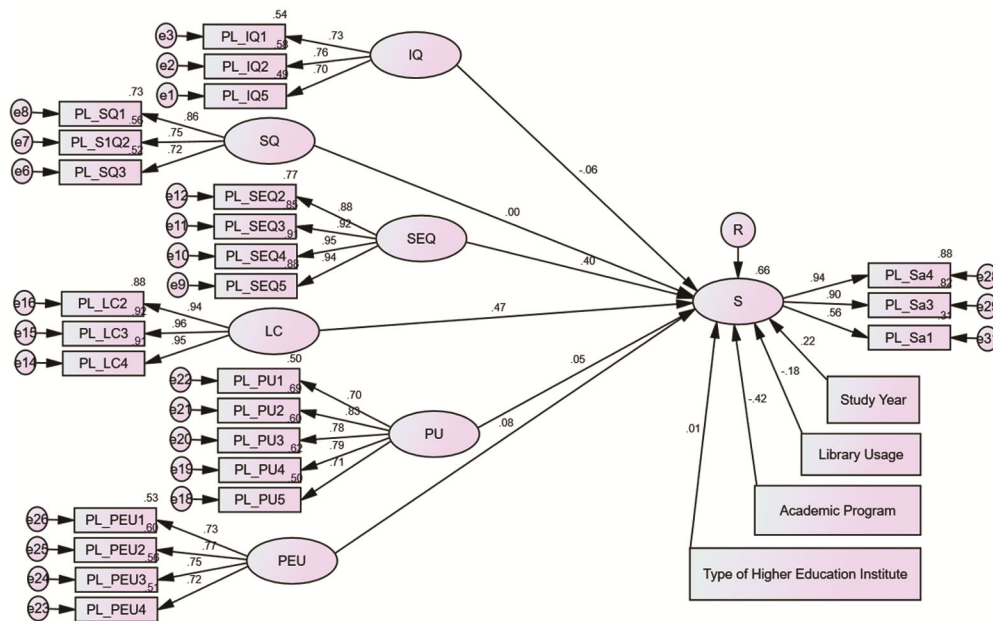 .54
e3 PL_IQ1 .73
.58
e2 PL_IQ2 .76
.49
e1 PL_IQ5 .70
IQ
-.06
.73
e8 PL_SQ1 .86
.56
e7 PL_S1Q2 .75
.52
e6 PL_SQ3 .72
SQ
.00
.77
e12 PL_SEQ2 .88
.85
e11 PL_SEQ3 .92
.91
e10 PL_SEQ4 .95
.88
e9 PL_SEQ5 .94
SEQ
.40
.88
e16 PL_LC2 .94
.92
e15 PL_LC3 .96
.91
e14 PL_LC4 .95
LC
.47
.50
e22 PL_PU1 .70
.69
e21 PL_PU2 .83
.60
e20 PL_PU3 .78
.62
e19 PL_PU4 .79
.50
e18 PL_PU5 .71
PU
.05
.53
e26 PL_PEU1 .73
.60
e25 PL_PEU2 .77
.56
e24 PL_PEU3 .75
.51
e23 PL_PEU4 .72
PEU
.08
R
.66
S
.88
.94 PL_Sa4 e28
.82
.90 PL_Sa3 e29
.31
.56 PL_Sa1
.22
Study Year
-.18
Library Usage
-.42
Academic Program
.01
Type of Higher Education Institute